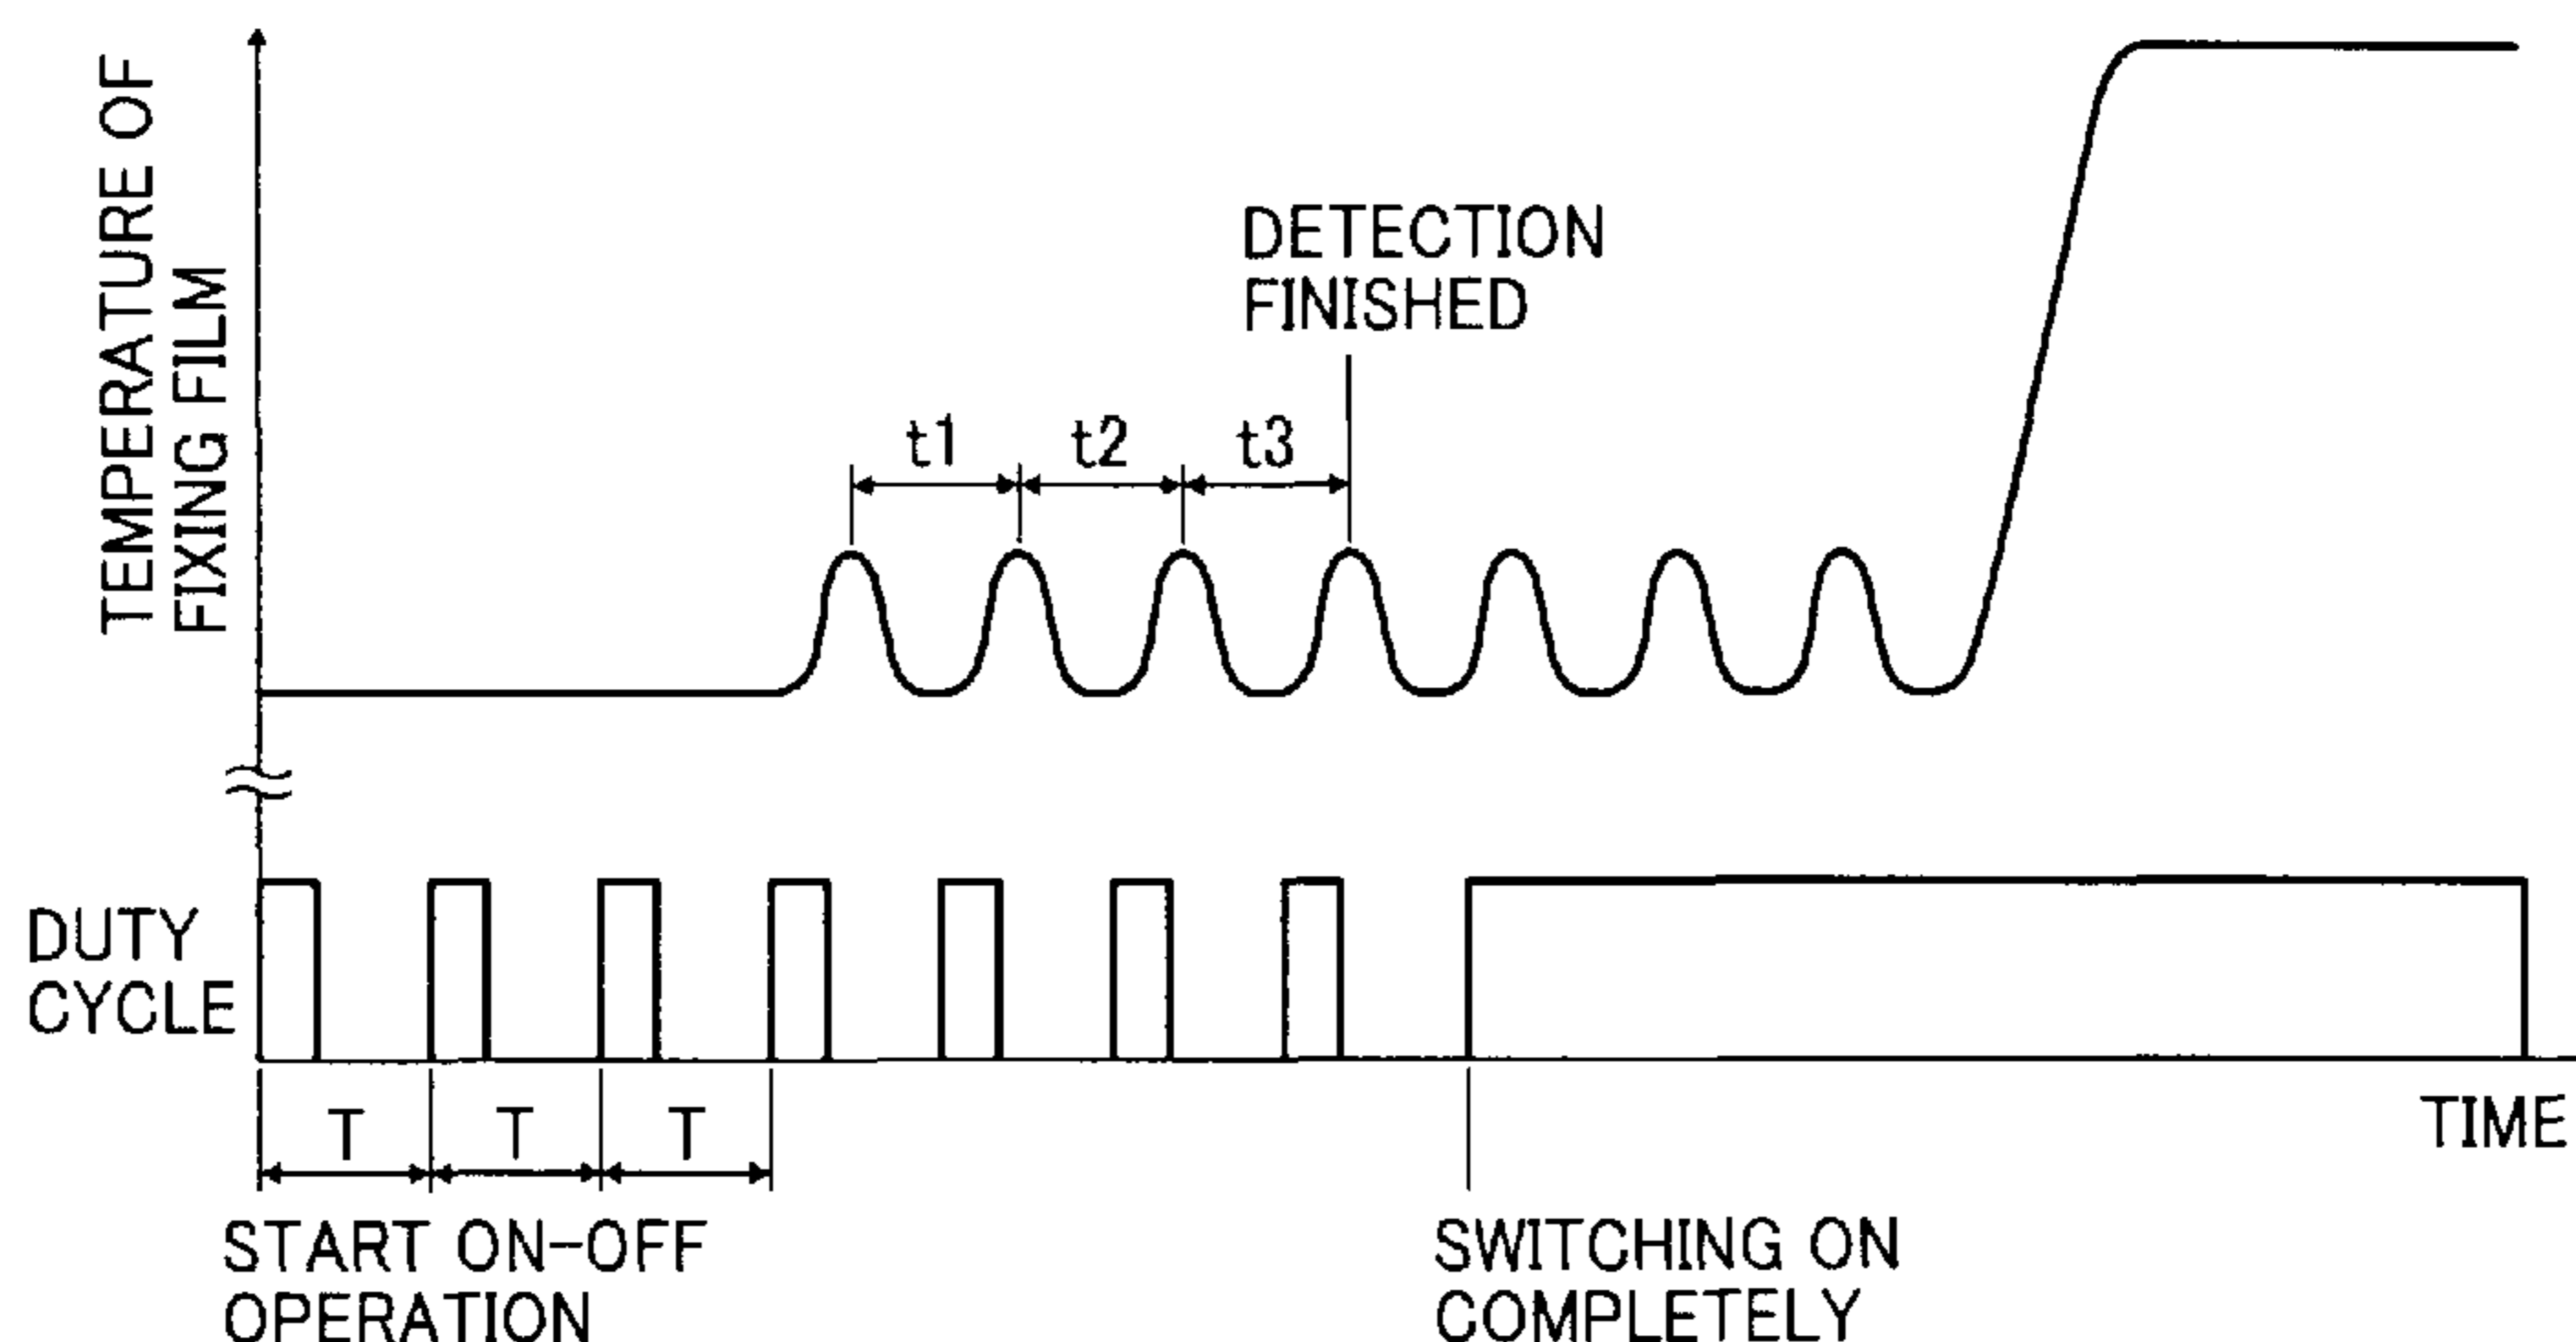 TEMPERATURE OF
FIXING FILM
DETECTION
FINISHED
t1
t2
t3
DUTY
CYCLE
T
T
T
TIME
START ON-OFF
OPERATION
SWITCHING ON
COMPLETELY